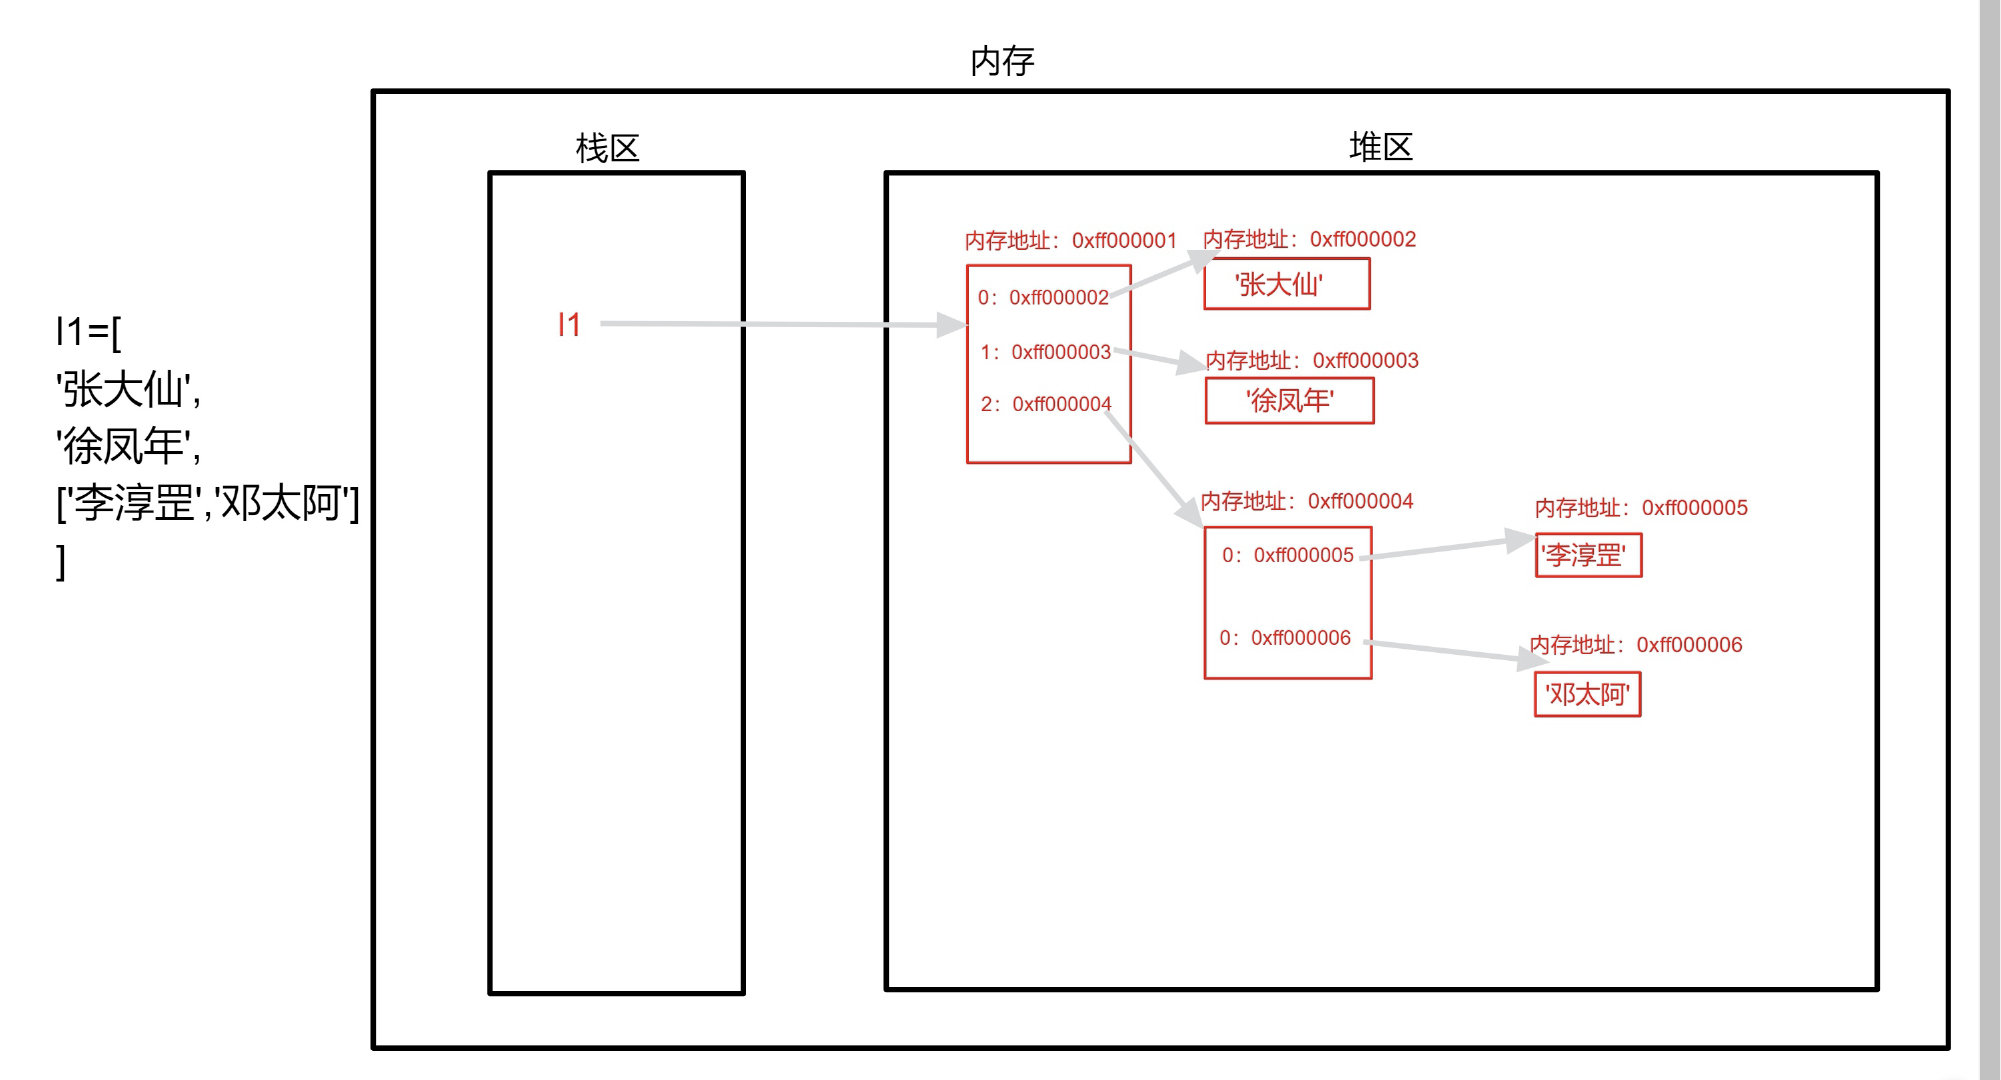 内存
栈区
堆区
l1=[
'张大仙',
'徐凤年',
['李淳罡','邓太阿']
]
l1
内存地址：0xff000001
0：0xff000002
1：0xff000003
2：0xff000004
内存地址：0xff000002
'张大仙'
内存地址：0xff000003
'徐凤年'
内存地址：0xff000004
0：0xff000005
0：0xff000006
内存地址：0xff000005
'李淳罡'
内存地址：0xff000006
'邓太阿'